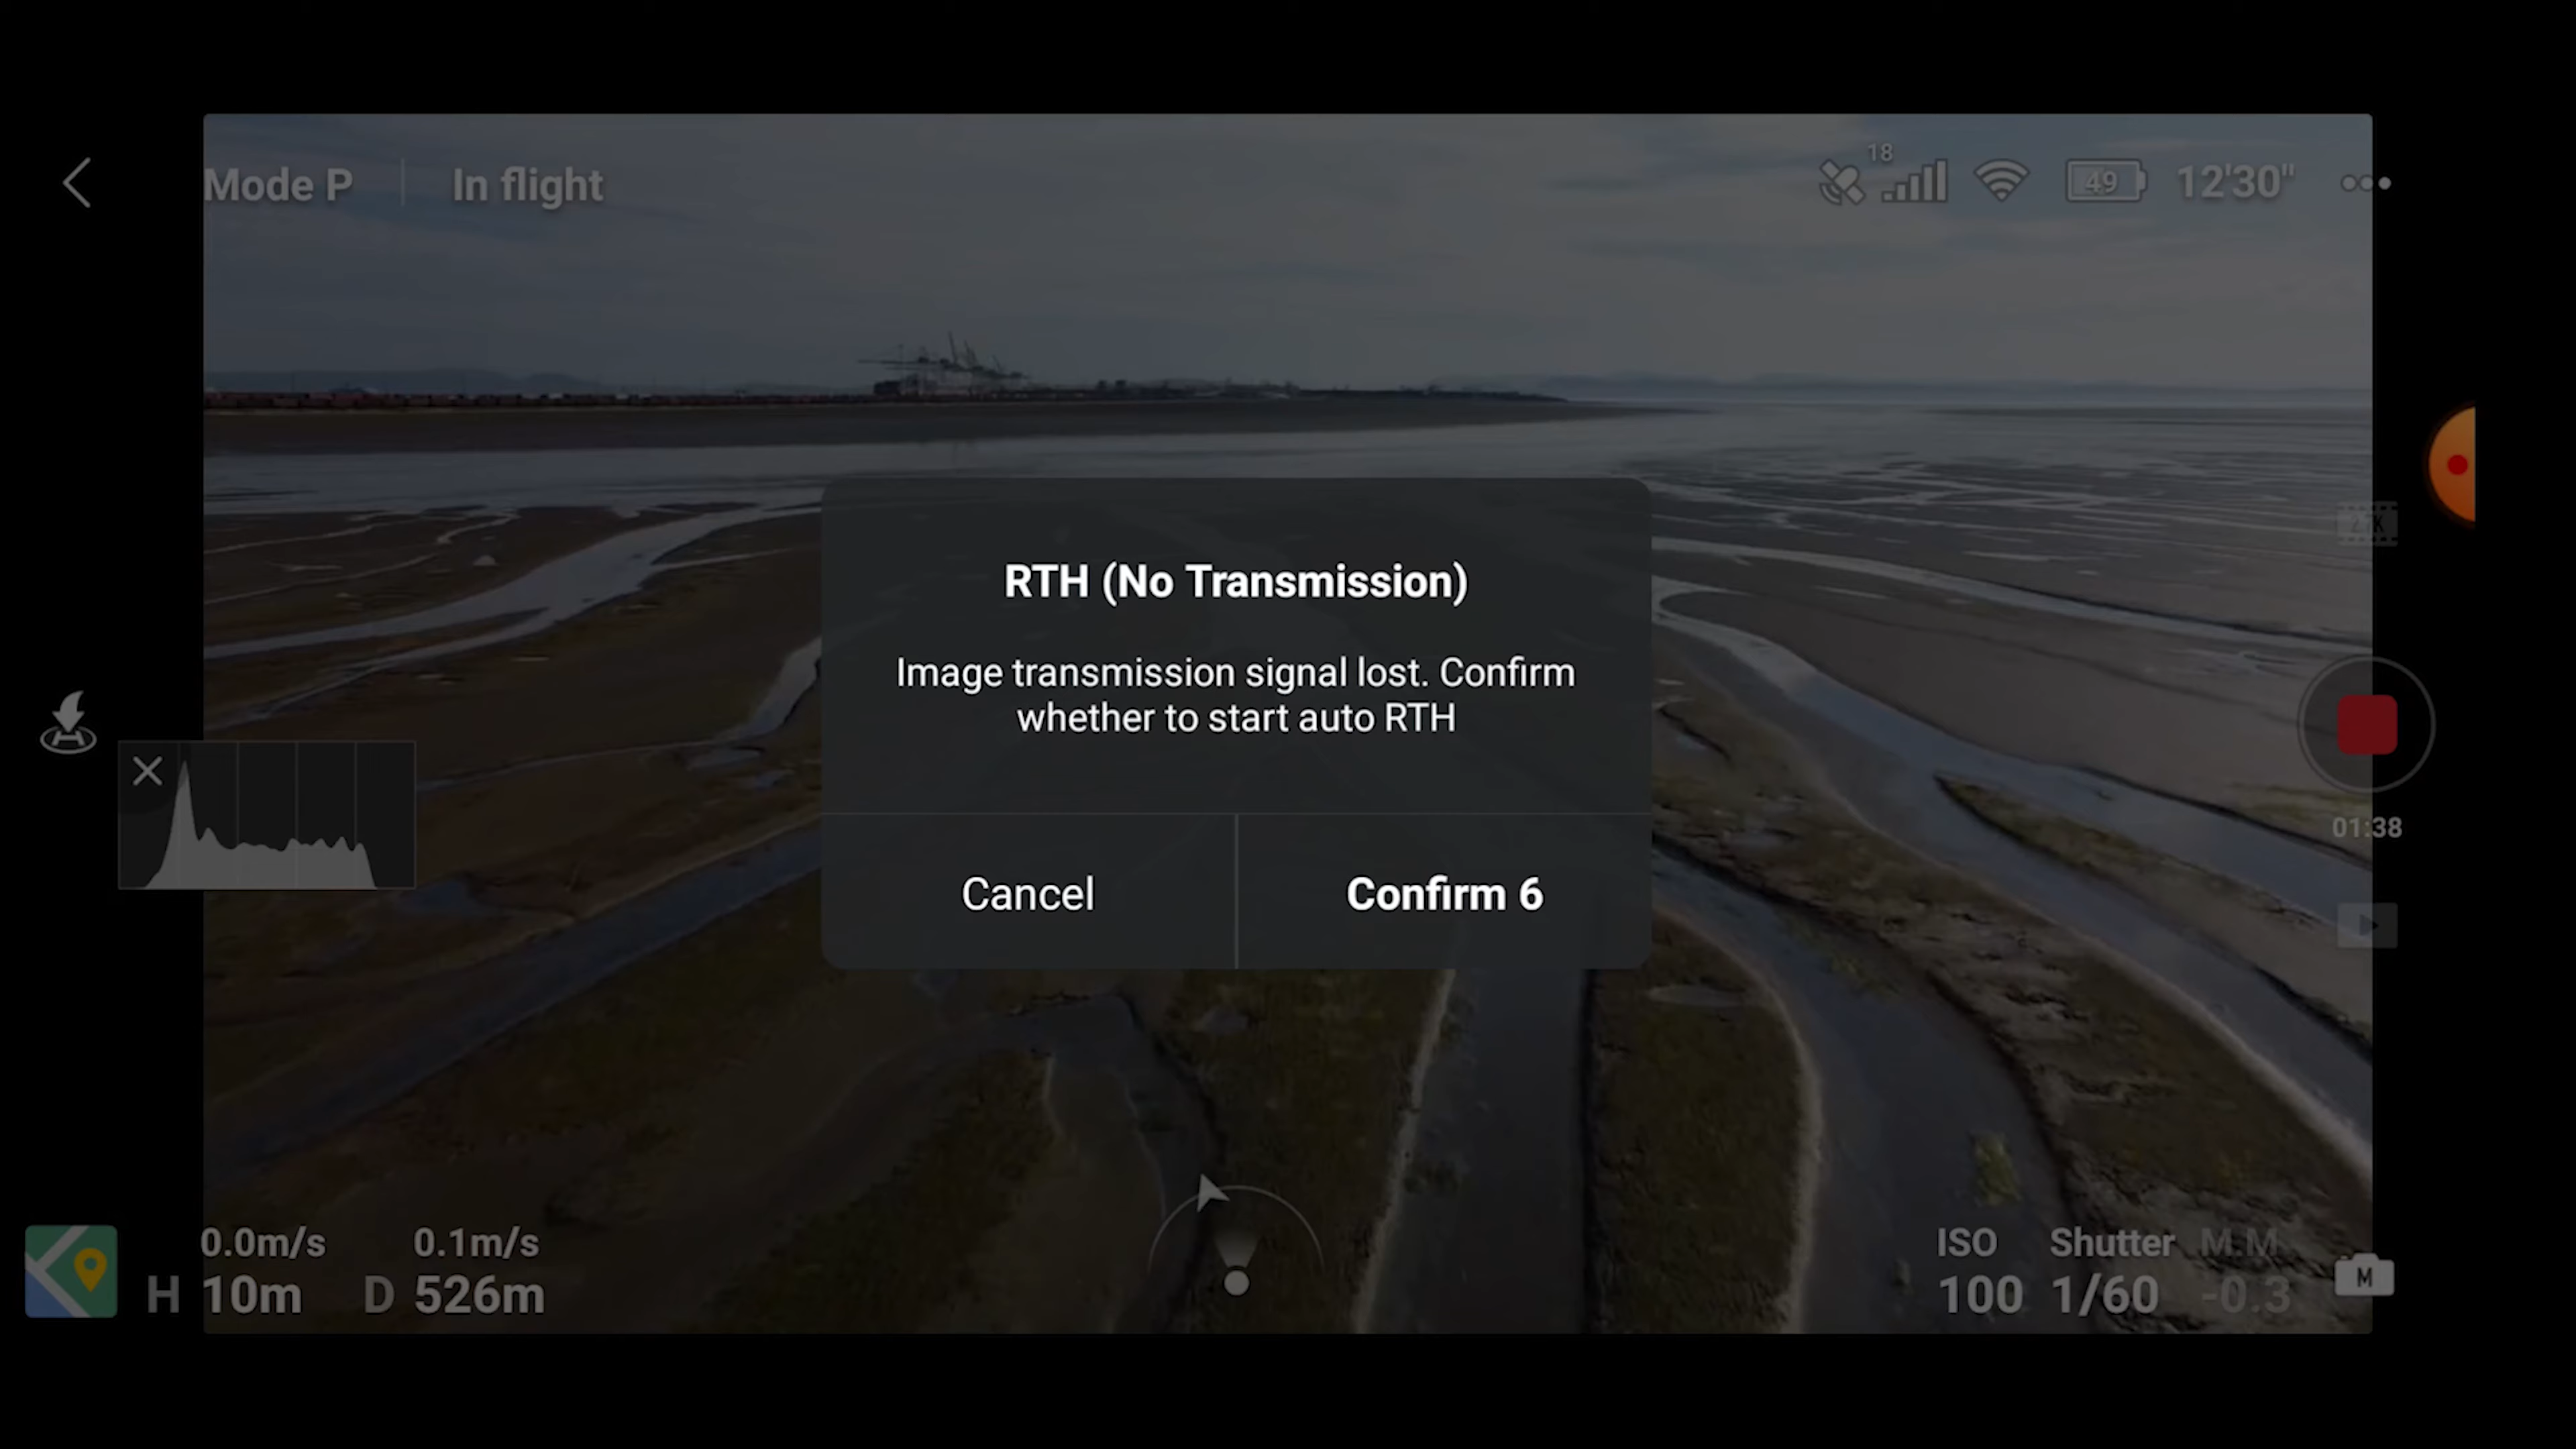 18
Mode P
In flight
49
12'30"
RTH (No Transmission)
Image transmission signal lost. Confirm
whether to start auto RTH
Cancel
Confirm 6
01:38
0.0m/s
0.1m/s
H 10m
D 526m
ISO
Shutter
M.M
100
1/60
-0.3
M